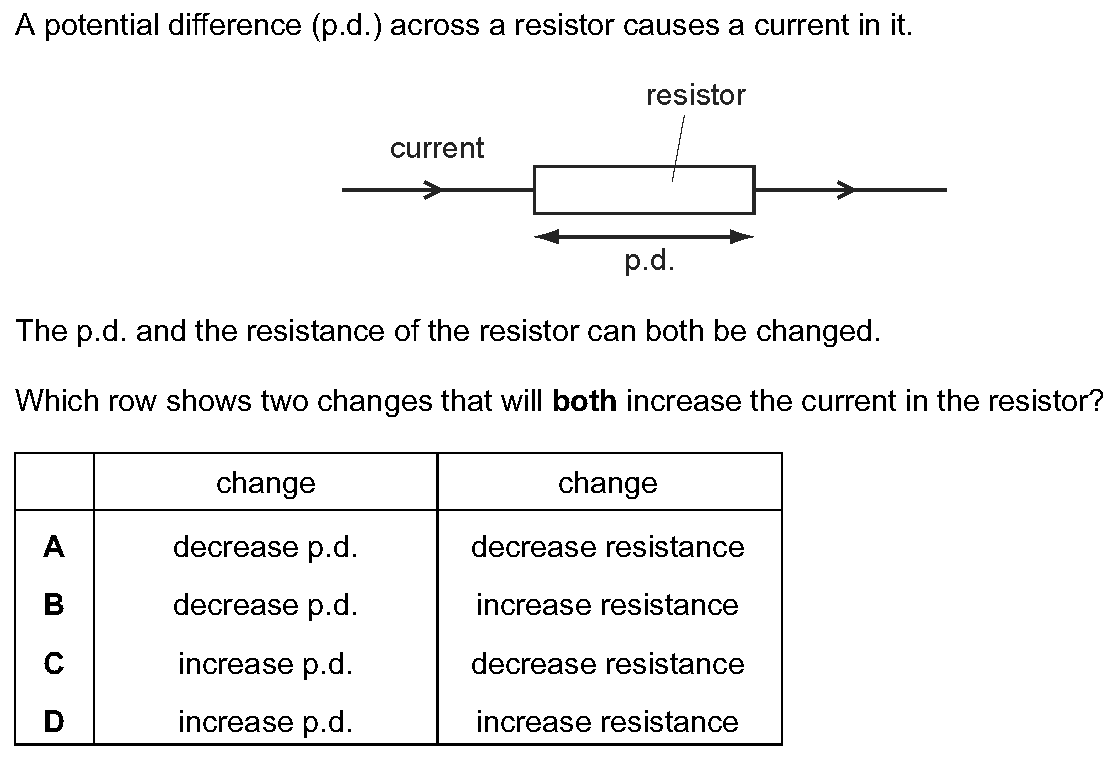 A potential difference (p.d.) across a resistor causes a current in it.
resistor
current
p.d.
The p.d. and the resistance of the resistor can both be changed.
Which row shows two changes that will both increase the current in the resistor?
change change
A decrease p.d. decrease resistance
B decrease p.d. increase resistance
C increase p.d. decrease resistance
D increase p.d. increase resistance